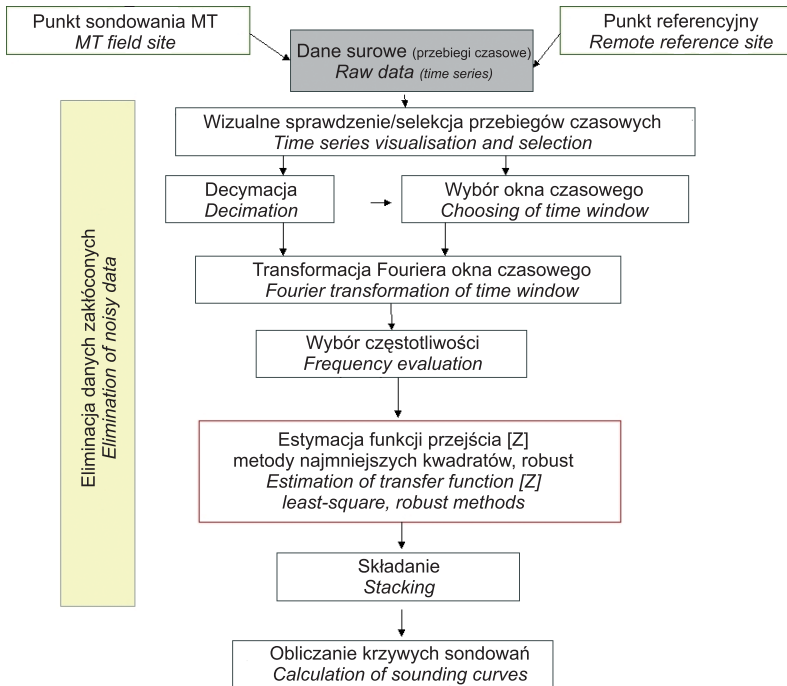 Punkt sondowania MT
MT field site
Punkt referencyjny
Remote reference site
Dane surowe (przebiegi czasowe)
Raw data (time series)
Wizualne sprawdzenie/selekcja przebiegów czasowych
Time series visualisation and selection
Decymacja
Decimation
Wybór okna czasowego
Choosing of time window
Transformacja Fouriera okna czasowego
Fourier transformation of time window
Wybór częstotliwości
Frequency evaluation
Estymacja funkcji przejścia [Z]
metody najmniejszych kwadratów, robust
Estimation of transfer function [Z]
least-square, robust methods
Składanie
Stacking
Obliczanie krzywych sondowań
Calculation of sounding curves
Eliminacja danych zakłóconych
Elimination of noisy data